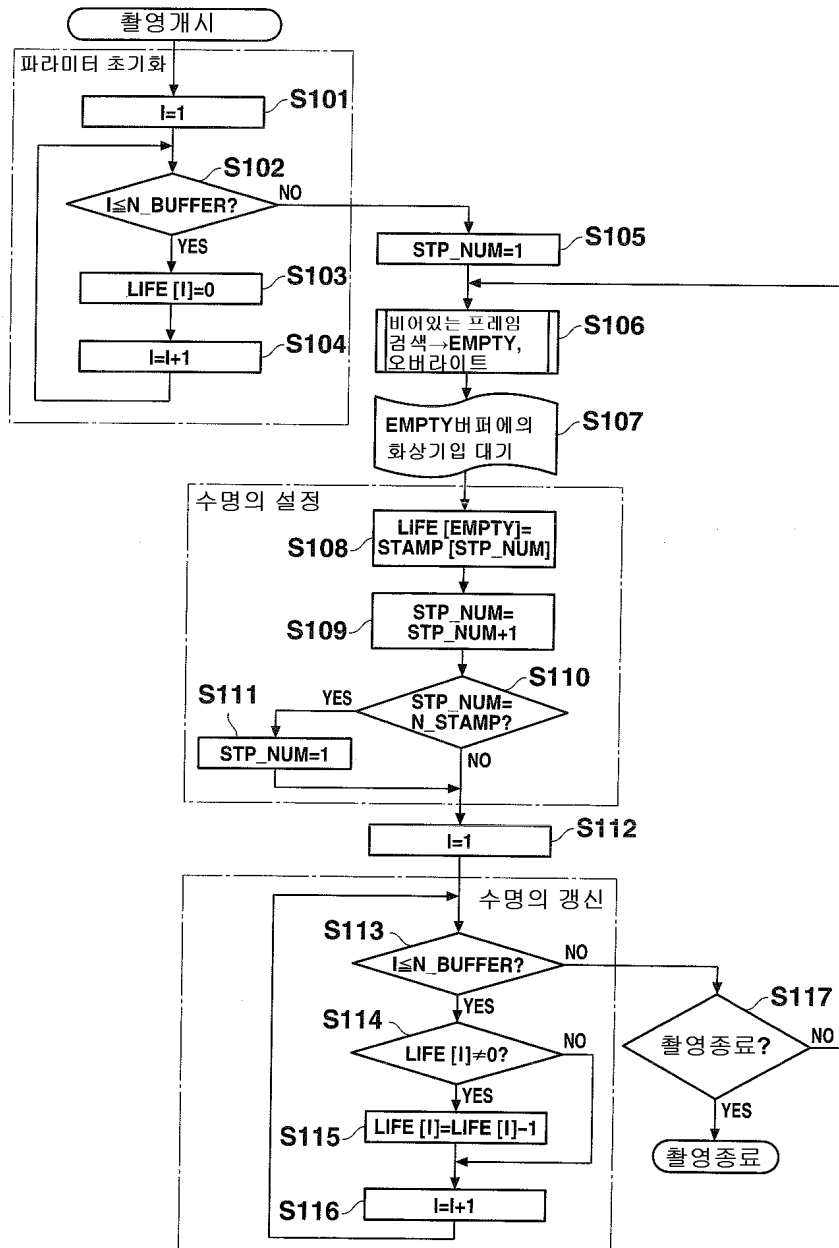 촬영개시
파라미터 초기화
I=1
S101
S102
I≦N_BUFFER?
NO
YES
LIFE [I]=0
S103
I=I+1
S104
STP_NUM=1
S105
비어있는 프레임
검색→EMPTY,
오버라이트
S106
EMPTY버퍼에의
화상기입 대기
S107
수명의 설정
S108
LIFE [EMPTY]=
STAMP [STP_NUM]
S109
STP_NUM=
STP_NUM+1
S110
STP_NUM=
N_STAMP?
YES
NO
S111
STP_NUM=1
I=1
S112
수명의 갱신
S113
I≦N_BUFFER?
NO
YES
S114
LIFE [I]≠0?
NO
YES
S115
LIFE [I]=LIFE [I]−1
S116
I=I+1
S117
촬영종료?
NO
YES
촬영종료